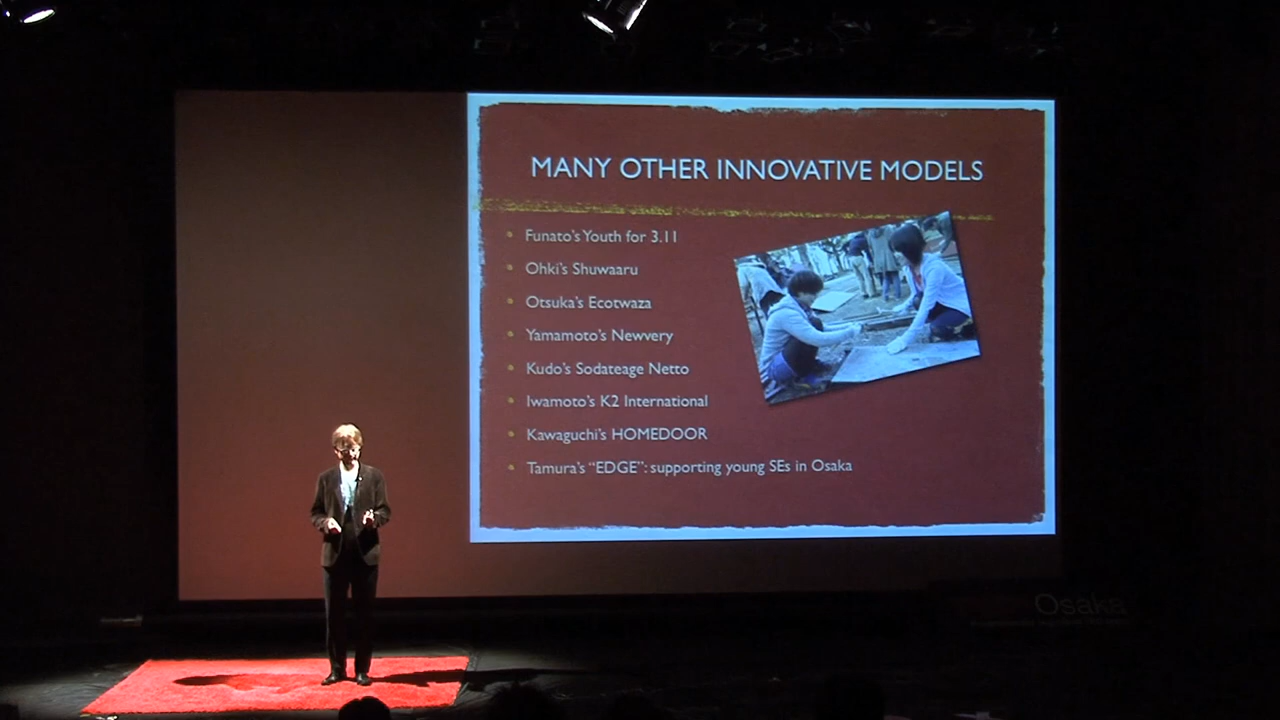 MANY OTHER INNOVATIVE MODELS
Funato's Youth for 3.11
Ohki's Shuwaaru
Otsuka's Ecotwaza
Yamamoto's Newvery
Kudo's Sodateage Netto
Iwamoto's K2 International
Kawaguchi's HOMEDOOR
Tamura's “EDGE”: supporting young SEs in Osaka
Osaka